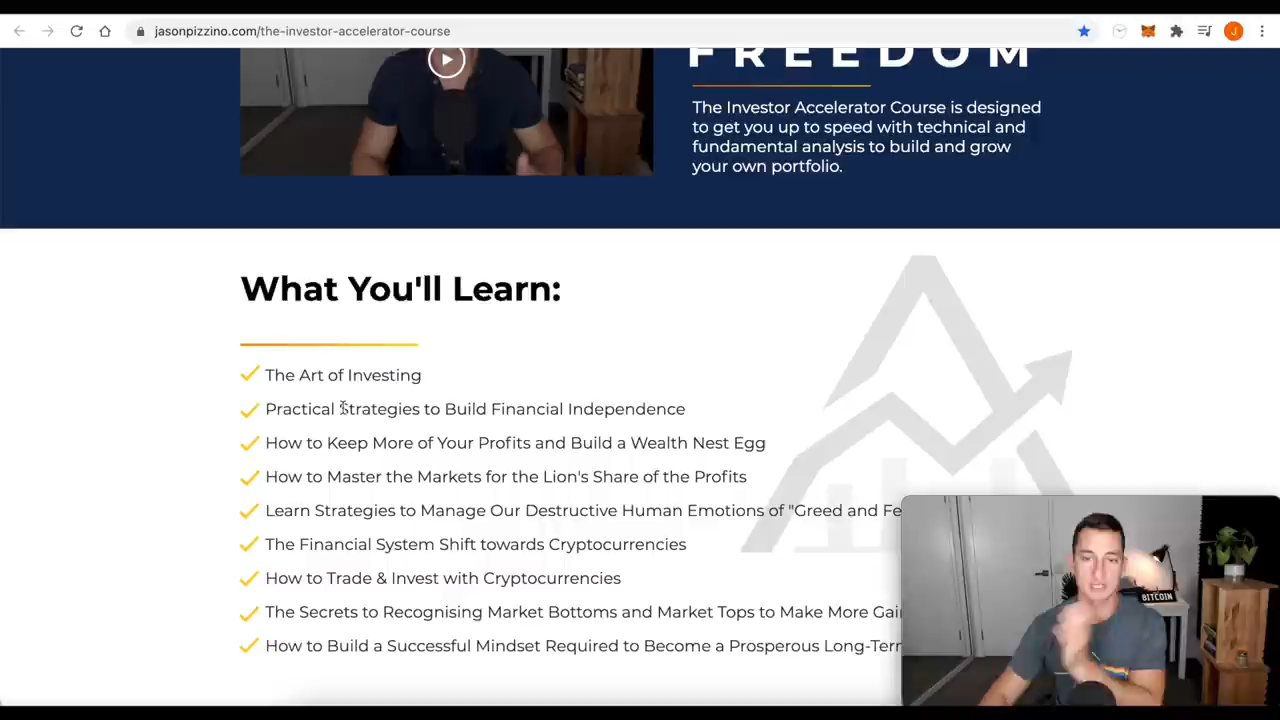 jasonpizzino.com/the-investor-accelerator-course
J
FREEDOM
The Investor Accelerator Course is designed
to get you up to speed with technical and
fundamental analysis to build and grow
your own portfolio.
What You'll Learn:
The Art of Investing
Practical Strategies to Build Financial Independence
How to Keep More of Your Profits and Build a Wealth Nest Egg
How to Master the Markets for the Lion's Share of the Profits
Learn Strategies to Manage Our Destructive Human Emotions of "Greed and
The Financial System Shift towards Cryptocurrencies
How to Trade & Invest with Cryptocurrencies
The Secrets to Recognising Market Bottoms and Market Tops to Make More
How to Build a Successful Mindset Required to Become a Prosperous
BITCOIN